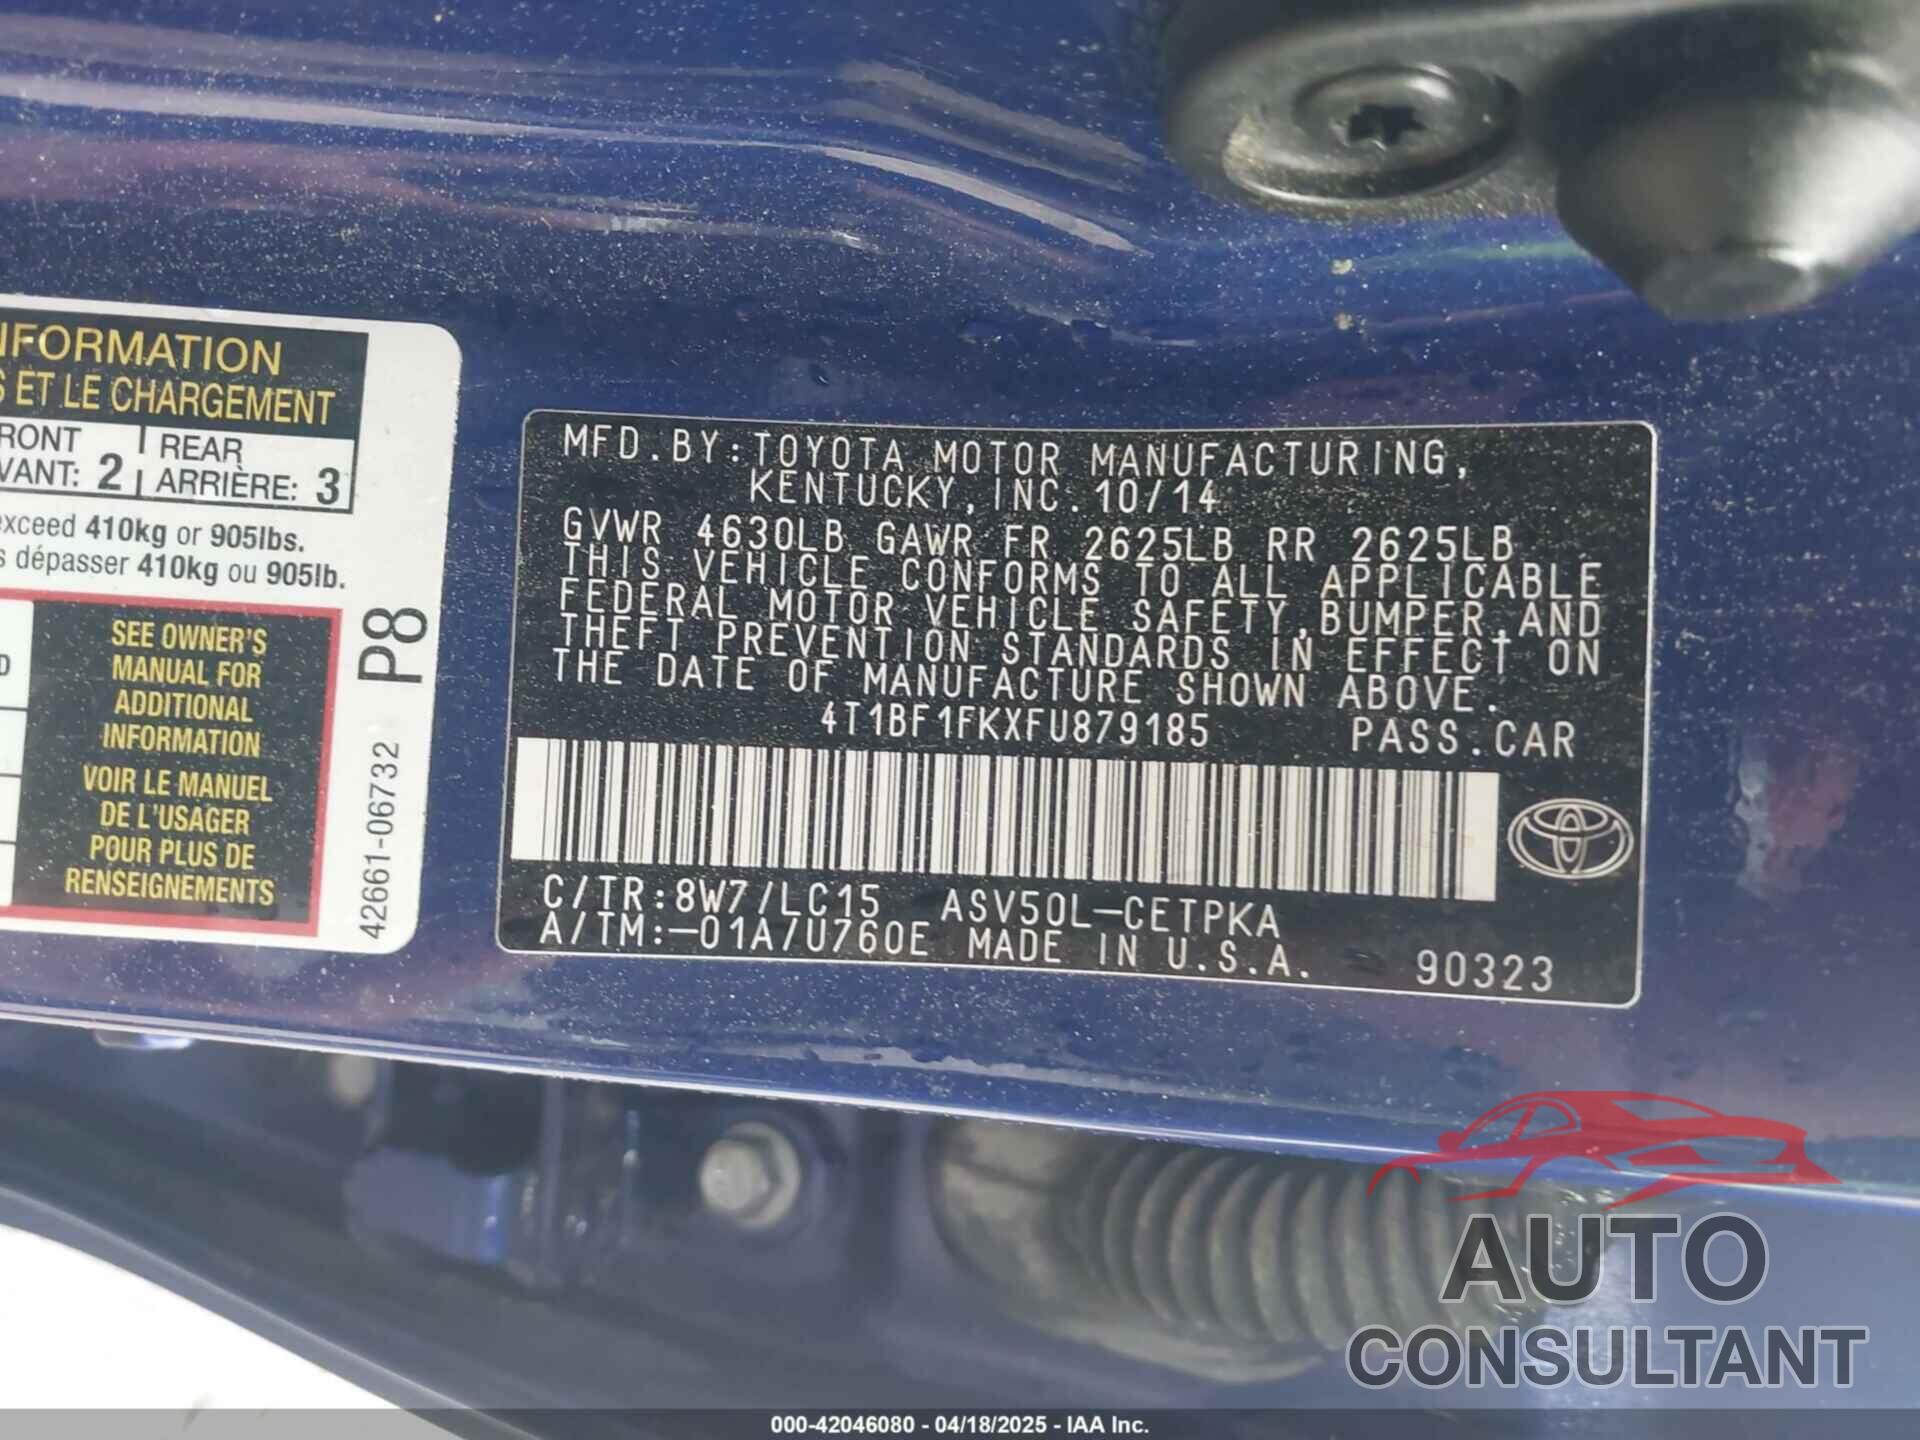 NFORMATION
S ET LE CHARGEMENT
RONT REAR
VANT: 2 ARRIÈRE: 3
exceed 410kg or 905lbs.
s dépasser 410kg ou 905lb.
D
SEE OWNER'S
MANUAL FOR
ADDITIONAL
INFORMATION
VOIR LE MANUEL
DE L'USAGER
POUR PLUS DE
RENSEIGNEMENTS
42661-06732 P8
MFD.BY:TOYOTA MOTOR MANUFACTURING,
KENTUCKY,INC.10/14
GVWR 4630LB GAWR FR 2625LB RR 2625LB
THIS VEHICLE CONFORMS TO ALL APPLICABLE
FEDERAL MOTOR VEHICLE SAFETY,BUMPER,AND
THEFT PREVENTION STANDARDS IN EFFECT ON
THE DATE OF MANUFACTURE SHOWN ABOVE.
4T1BF1FKXFU879185 PASS.CAR
C/TR:8W7/LC15 ASV50L-CETPKA
A/TM:-01A/U760E MADE IN U.S.A. 90323
AUTO
CONSULTANT
000-42046080 - 04/18/2025 - IAA Inc.